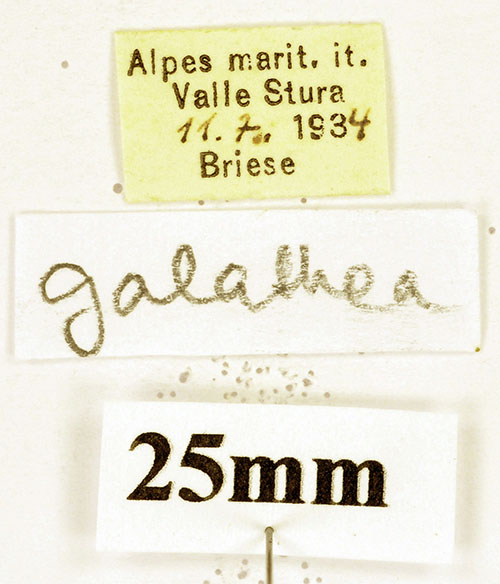 Alpes marit. it.
Valle Stura
11.7. 1934
Briese
galathea
25mm